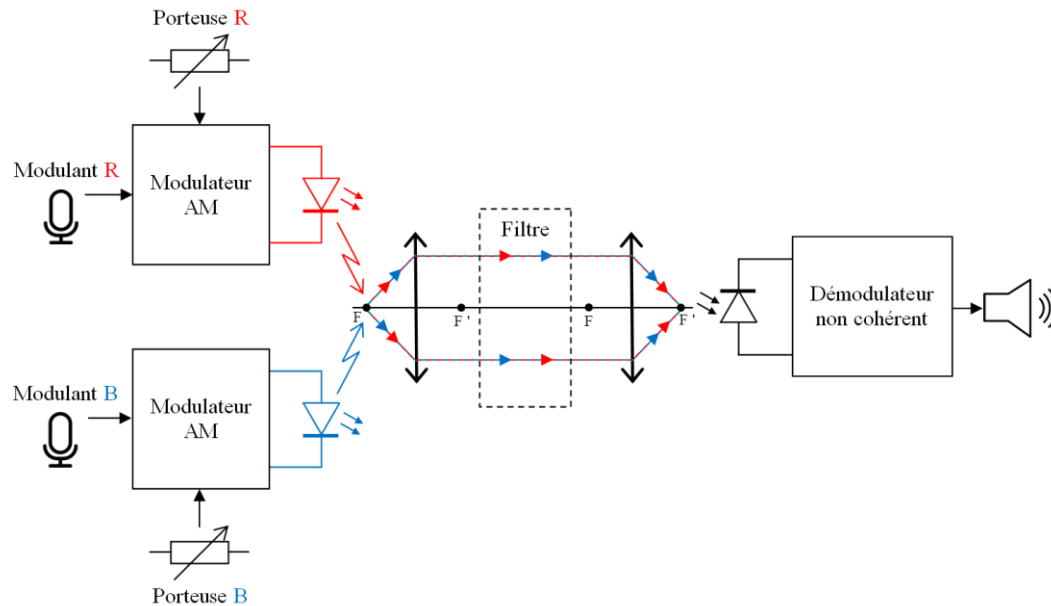 Porteuse R
Modulant R
Modulateur
AM
Filtre
F
F'
F
F'
Démodulateur
non cohérent
Modulant B
Modulateur
AM
Porteuse B